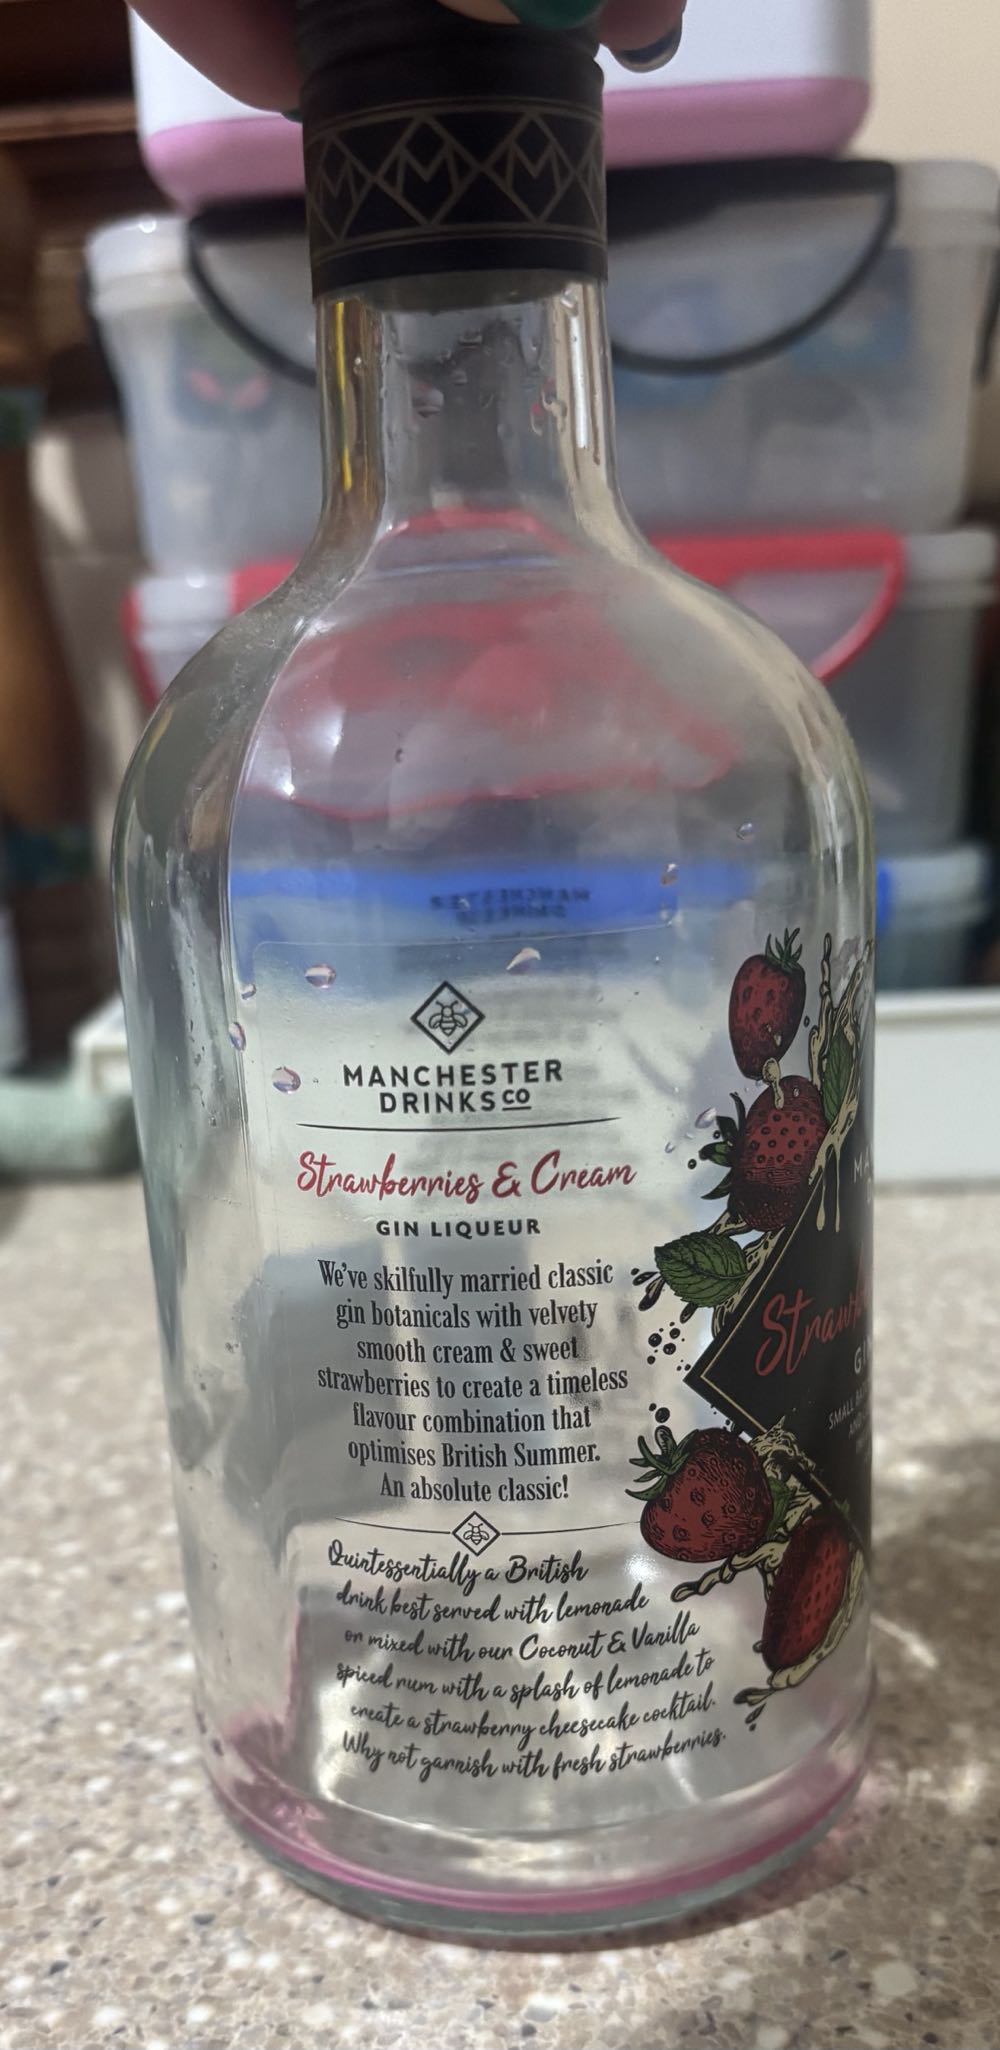 MANCHESTER
DRINKS CO
Strawberries & Cream
GIN LIQUEUR
We've skilfully married classic
gin botanicals with velvety
smooth cream & sweet
strawberries to create a timeless
flavour combination that
optimises British Summer.
An absolute classic!
Quintessentially a British
drink best served with lemonade
or mixed with our Coconut & Vanilla
spiced rum with a splash of lemonade to
create a strawberry cheesecake cocktail.
Why not garnish with fresh strawberries.
SMALL